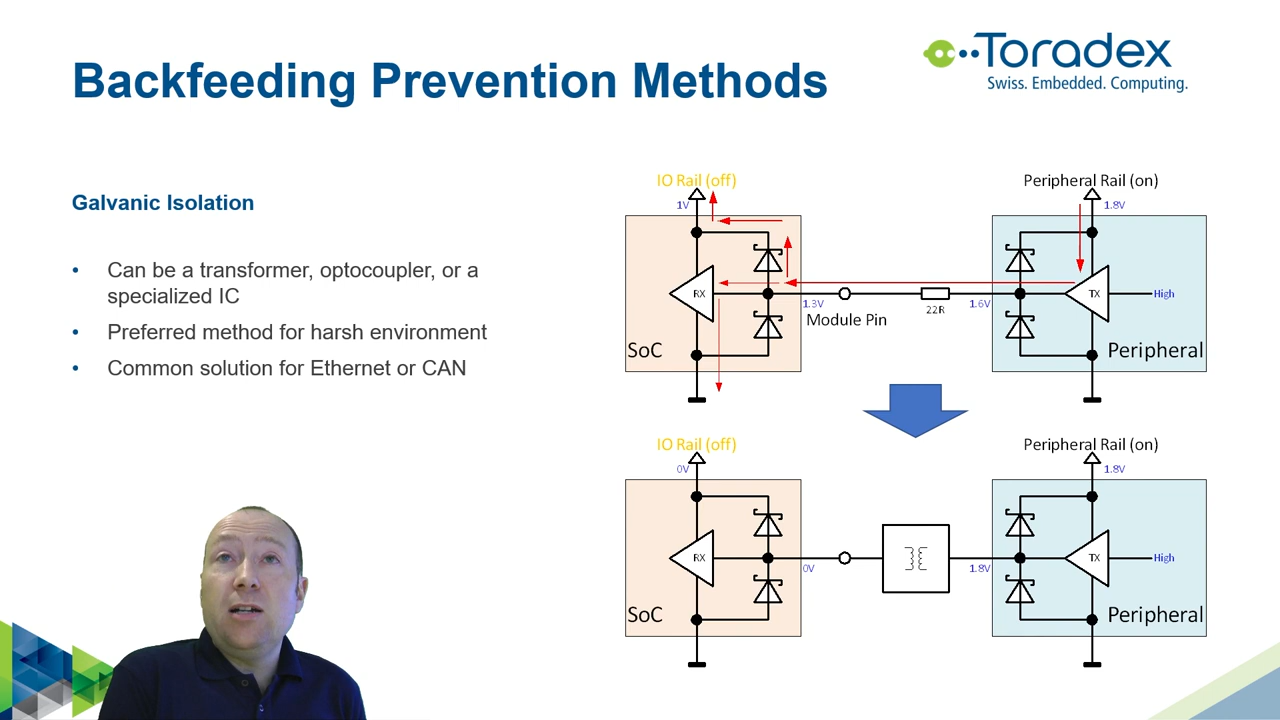 Backfeeding Prevention Methods
Toradex
Swiss. Embedded. Computing.
Galvanic Isolation
• Can be a transformer, optocoupler, or a
specialized IC
• Preferred method for harsh environment
• Common solution for Ethernet or CAN
IO Rail (off)
1V
RX
SoC
1.3V
Module Pin
22R
1.6V
Peripheral Rail (on)
1.8V
TX
High
Peripheral
IO Rail (off)
0V
RX
SoC
0V
1.8V
Peripheral Rail (on)
1.8V
TX
High
Peripheral